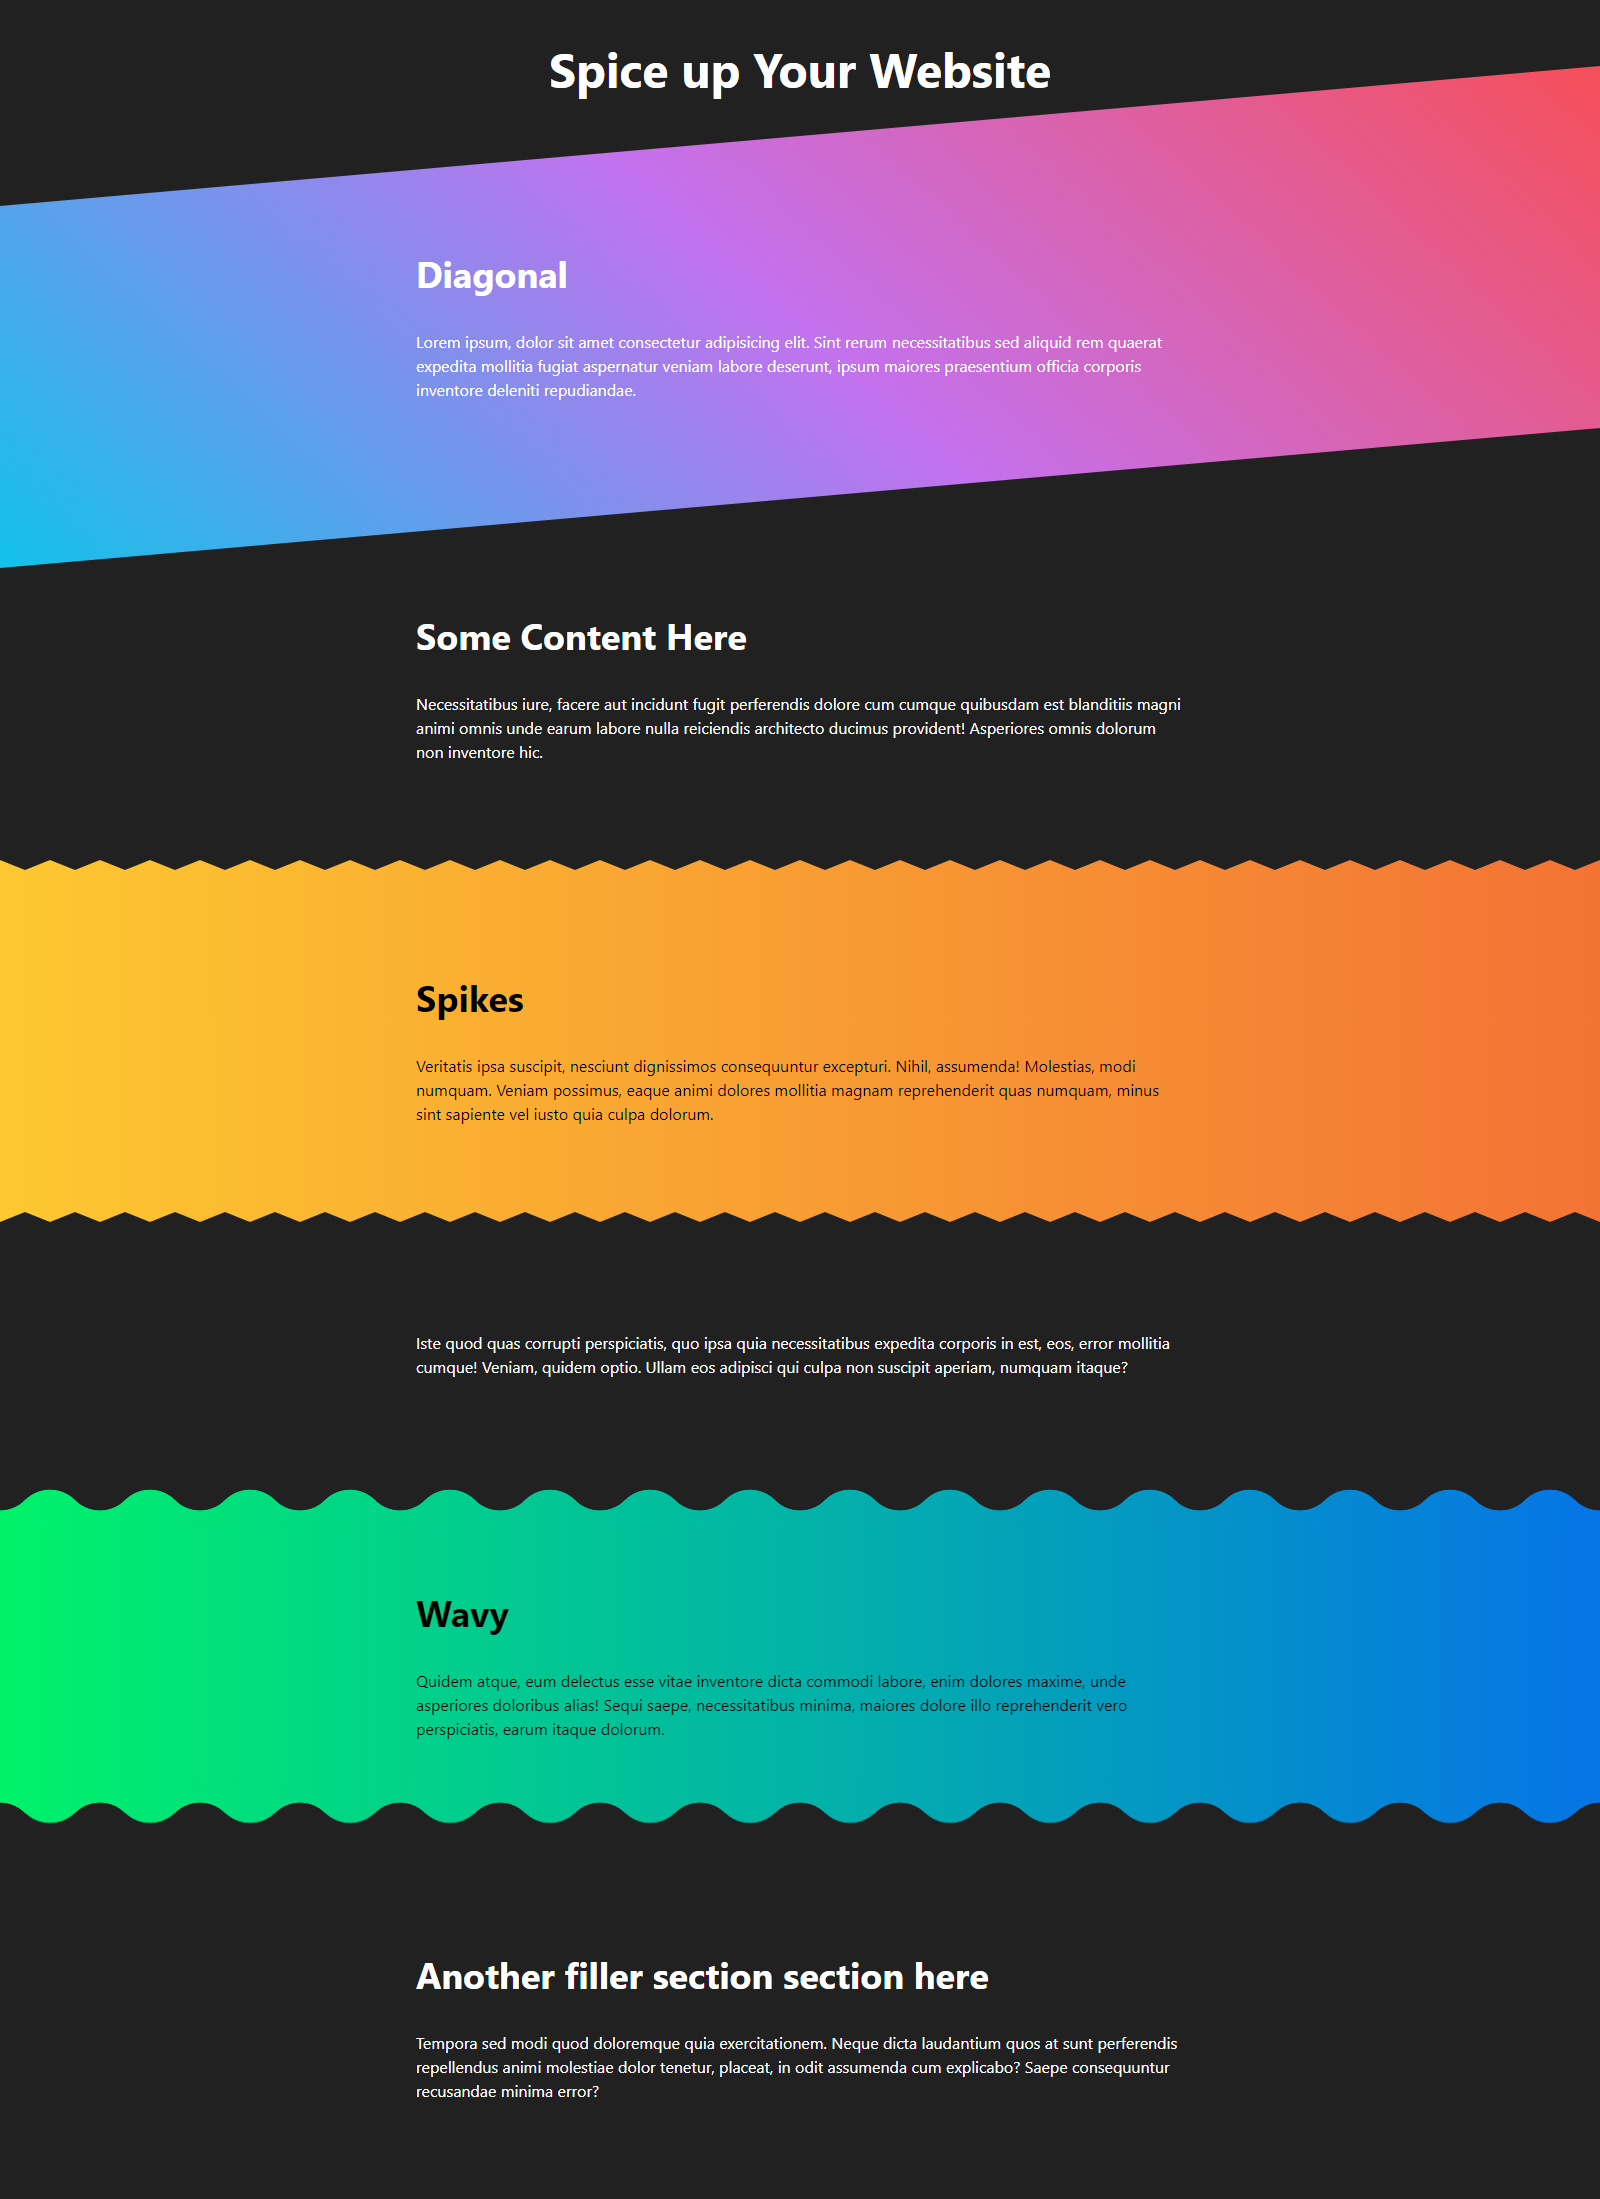 Spice up Your Website
Diagonal
Lorem ipsum, dolor sit amet consectetur adipisicing elit. Sint rerum necessitatibus sed aliquid rem quaerat
expedita mollitia fugiat aspernatur veniam labore deserunt, ipsum maiores praesentium officia corporis
inventore deleniti repudiandae.
Some Content Here
Necessitatibus iure, facere aut incidunt fugit perferendis dolore cum cumque quibusdam est blanditiis magni
animi omnis unde earum labore nulla reiciendis architecto ducimus provident! Asperiores omnis dolorum
non inventore hic.
Spikes
Veritatis ipsa suscipit, nesciunt dignissimos consequuntur excepturi. Nihil, assumenda! Molestias, modi
numquam. Veniam possimus, eaque animi dolores mollitia magnam reprehenderit quas numquam, minus
sint sapiente vel iusto quia culpa dolorum.
Iste quod quas corrupti perspiciatis, quo ipsa quia necessitatibus expedita corporis in est, eos, error mollitia
cumque! Veniam, quidem optio. Ullam eos adipisci qui culpa non suscipit aperiam, numquam itaque?
Wavy
Quidem atque, eum delectus esse vitae inventore dicta commodi labore, enim dolores maxime, unde
asperiores doloribus alias! Sequi saepe, necessitatibus minima, maiores dolore illo reprehenderit vero
perspiciatis, earum itaque dolorum.
Another filler section section here
Tempora sed modi quod doloremque quia exercitationem. Neque dicta laudantium quos at sunt perferendis
repellendus animi molestiae dolor tenetur, placeat, in odit assumenda cum explicabo? Saepe consequuntur
recusandae minima error?